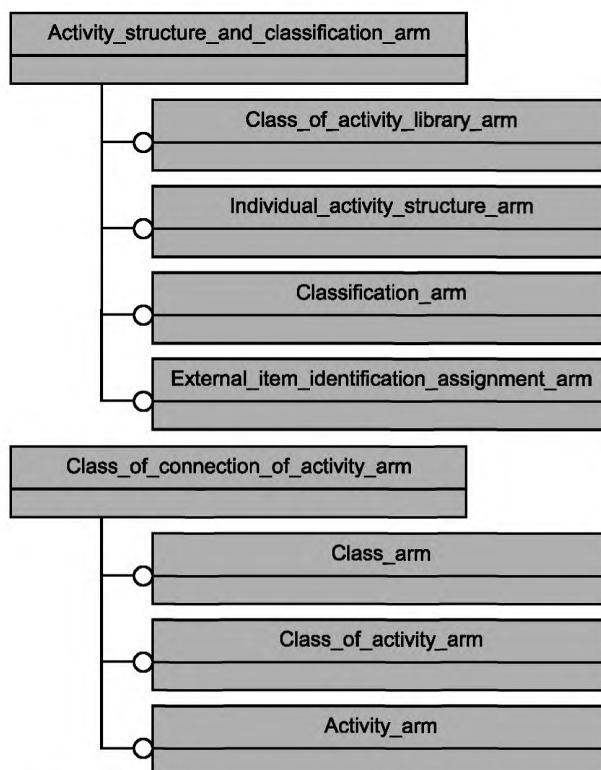 Activity_structure_and_classification_arm
Class_of_activity_library_arm
Individual_activity_structure_arm
Classification_arm
External_item_identification_assignment_arm
Class_of_connection_of_activity_arm
Class_arm
Class_of_activity_arm
Activity_arm